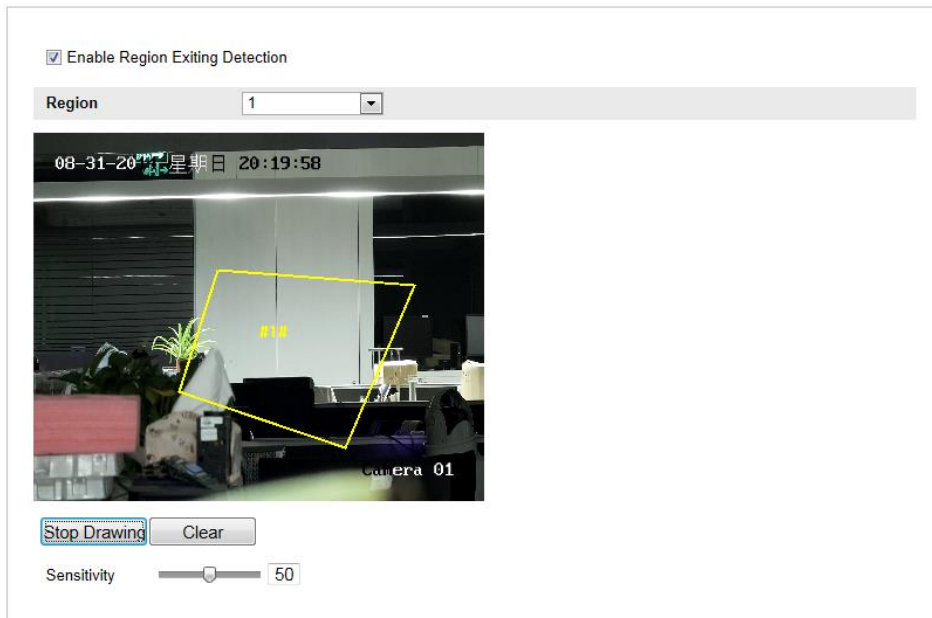 Enable Region Exiting Detection
Region 1
08-31-20 星期日 20:19:58
#1#
Camera 01
Stop Drawing Clear
Sensitivity 50